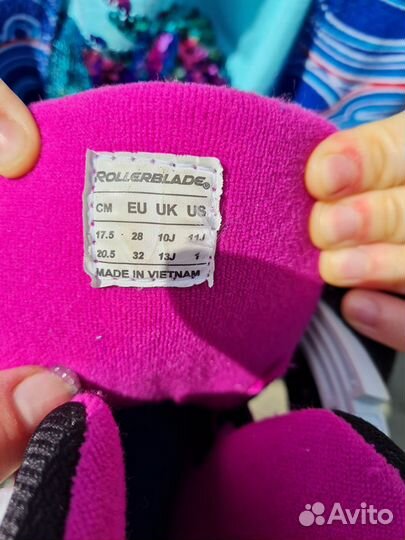 ROLLERBLADE®
CM EU UK US
17.5 28 10J 11J
20.5 32 13J 1
MADE IN VIETNAM
Avito